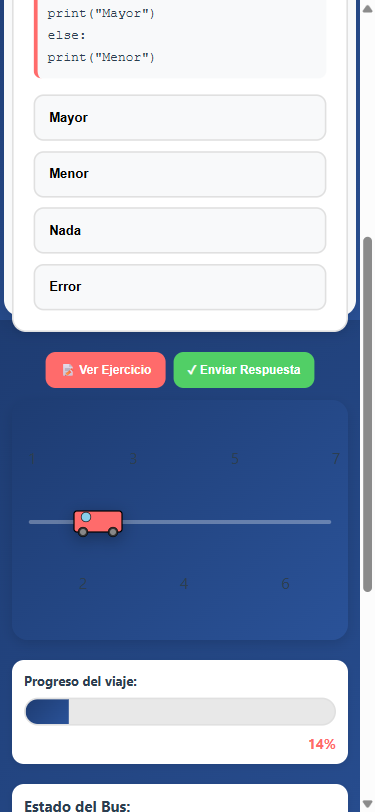 print("Mayor")
else:
print("Menor")
Mayor
Menor
Nada
Error
📝 Ver Ejercicio
✓ Enviar Respuesta
1 3 5 7
2 4 6
Progreso del viaje:
14%
Estado del Bus: